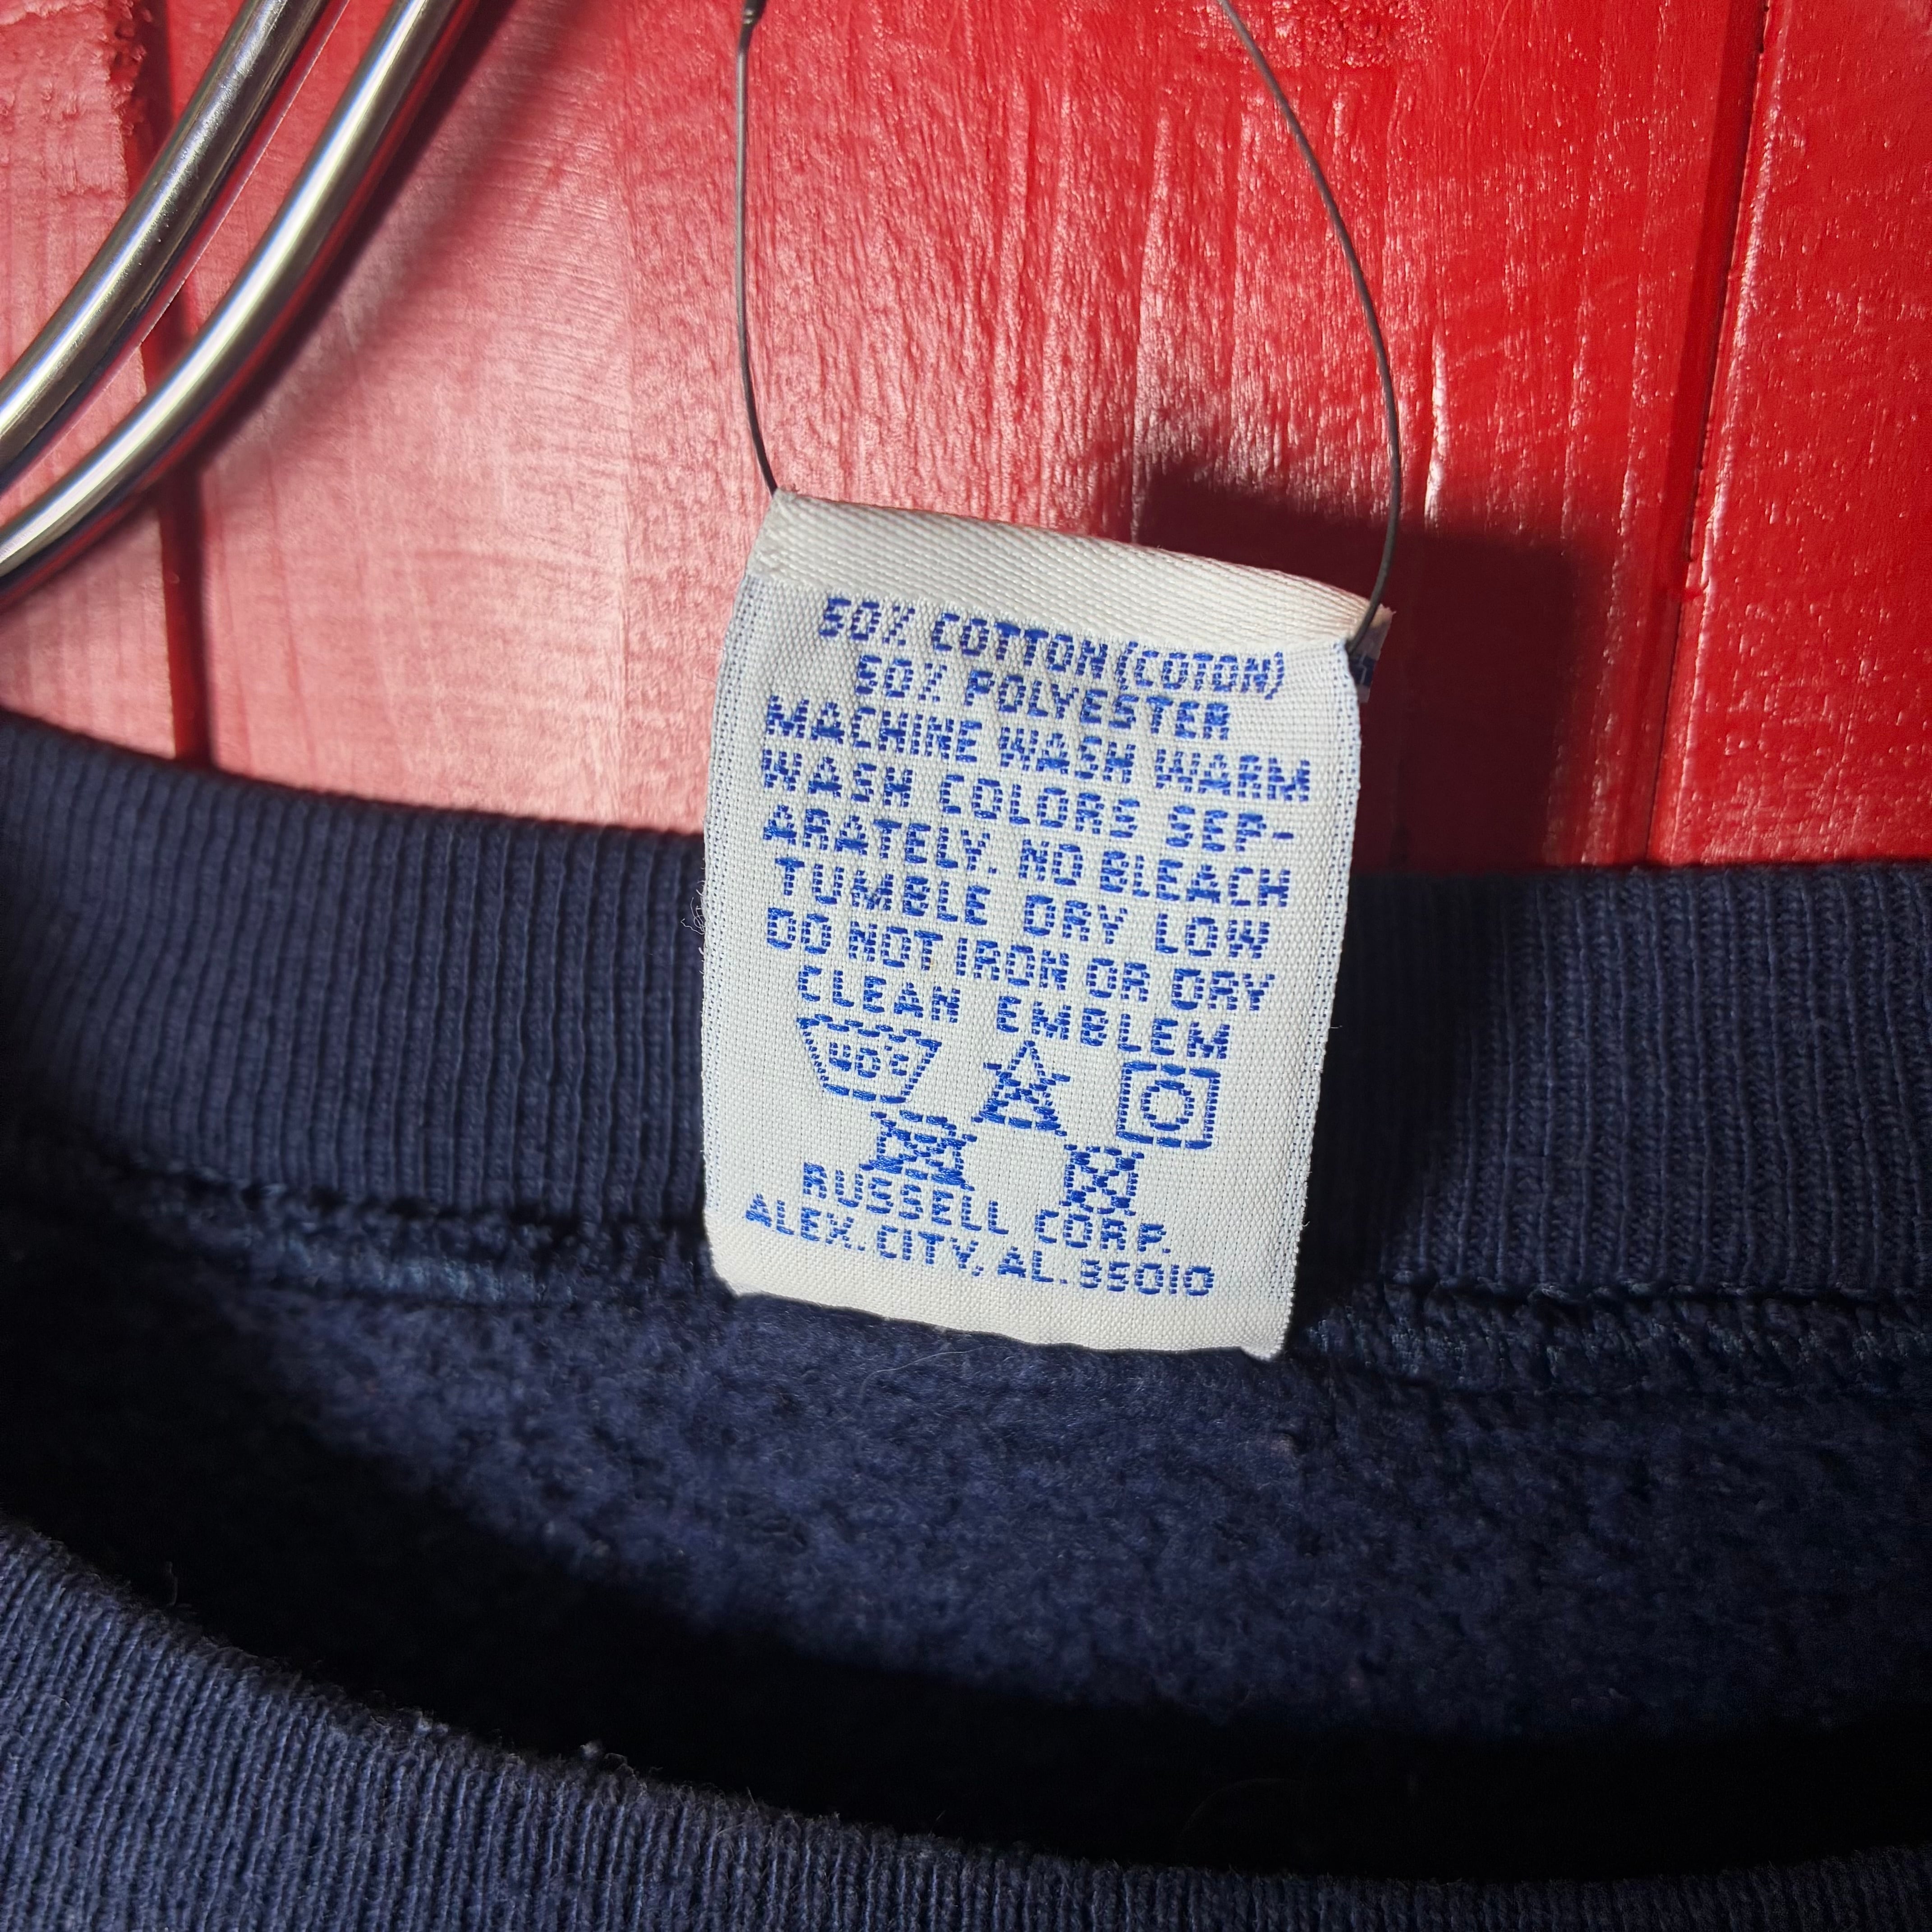 50% COTTON(COTON)
50% POLYESTER
MACHINE WASH WARM
WASH COLORS SEP-
ARATELY. NO BLEACH
TUMBLE DRY LOW
DO NOT IRON OR DRY
CLEAN EMBLEM
40°C
RUSSELL CORP.
ALEX. CITY, AL. 35010